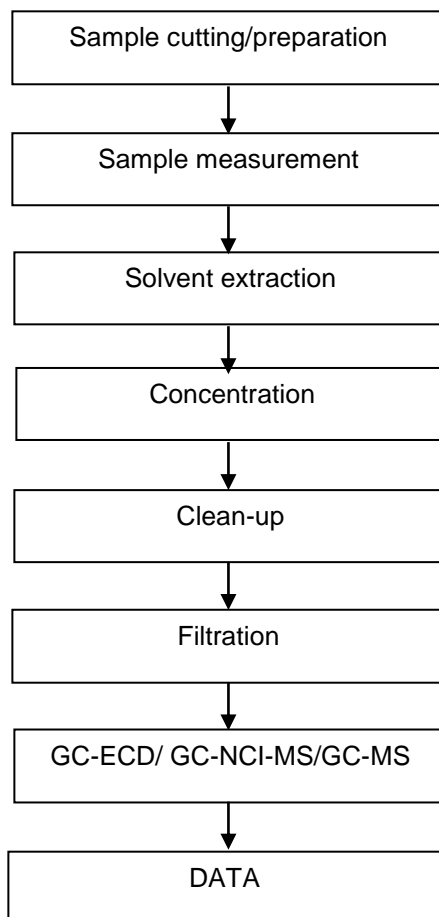 Sample cutting/preparation
Sample measurement
Solvent extraction
Concentration
Clean-up
Filtration
GC-ECD/ GC-NCI-MS/GC-MS
DATA